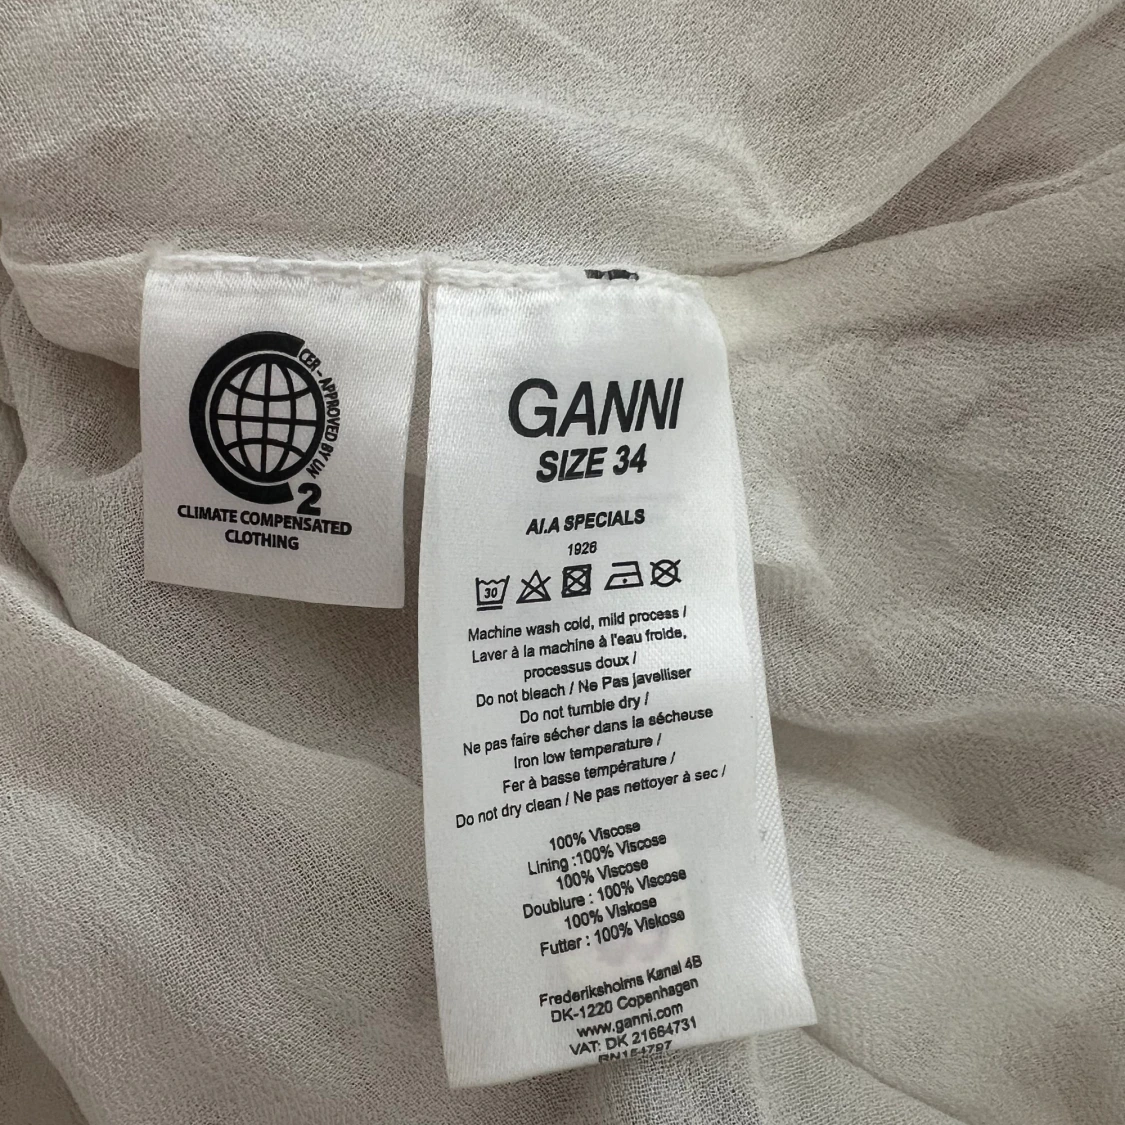 CER - APPROVED BY UN
2
CLIMATE COMPENSATED
CLOTHING
GANNI
SIZE 34
AI.A SPECIALS
1926
30
Machine wash cold, mild process /
Laver à la machine à l'eau froide,
processus doux /
Do not bleach / Ne Pas javelliser
Do not tumble dry /
Ne pas faire sécher dans la sécheuse
Iron low temperature /
Fer à basse température /
Do not dry clean / Ne pas nettoyer à sec /
100% Viscose
Lining :100% Viscose
100% Viscose
Doublure : 100% Viscose
100% Viskose
Futter : 100% Viskose
Frederiksholms Kanal 4B
DK-1220 Copenhagen
www.ganni.com
VAT: DK 21664731
RN154797